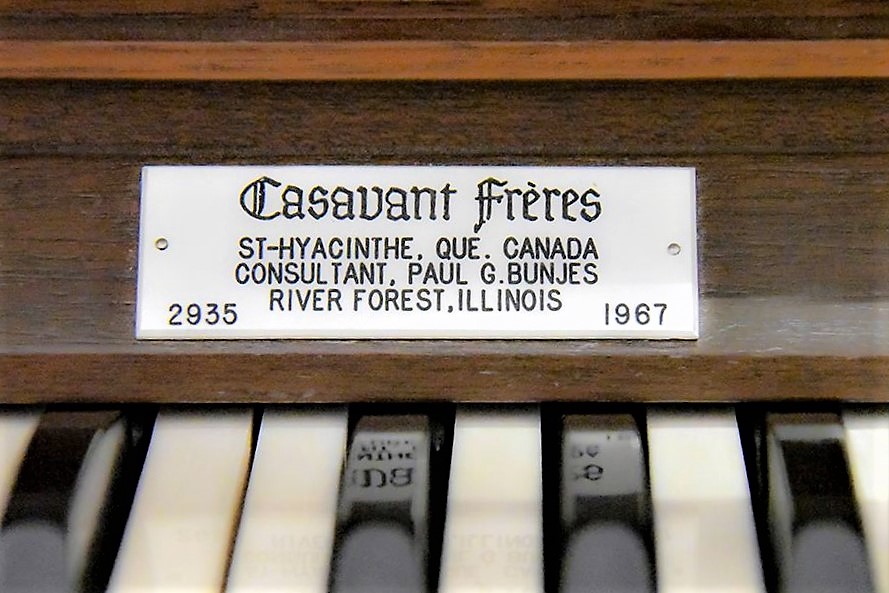 Casavant Frères
ST-HYACINTHE, QUE. CANADA
CONSULTANT, PAUL G. BUNJES
RIVER FOREST, ILLINOIS
2935 1967